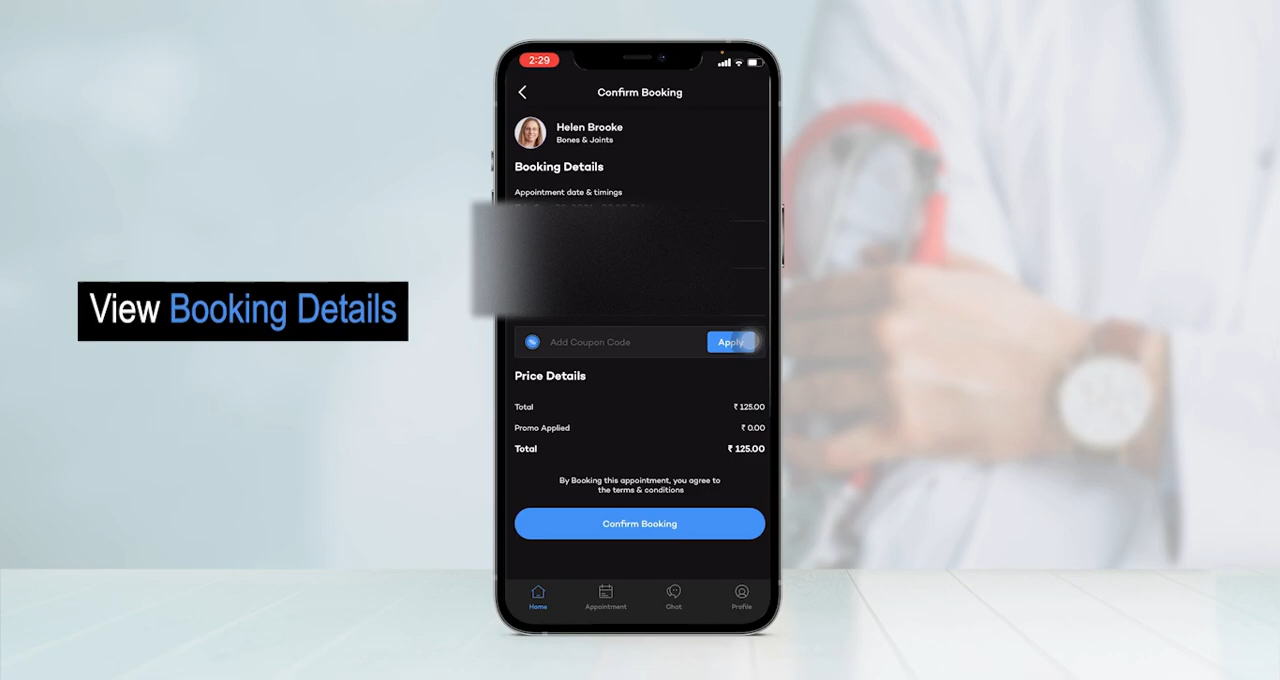 View Booking Details
2:29
Confirm Booking
Helen Brooke
Bones & Joints
Booking Details
Appointment date & timings
Add Coupon Code
Apply
Price Details
Total ₹ 125.00
Promo Applied ₹ 0.00
Total ₹ 125.00
By Booking this appointment, you agree to
the terms & conditions
Confirm Booking
Home Appointment Chat Profile